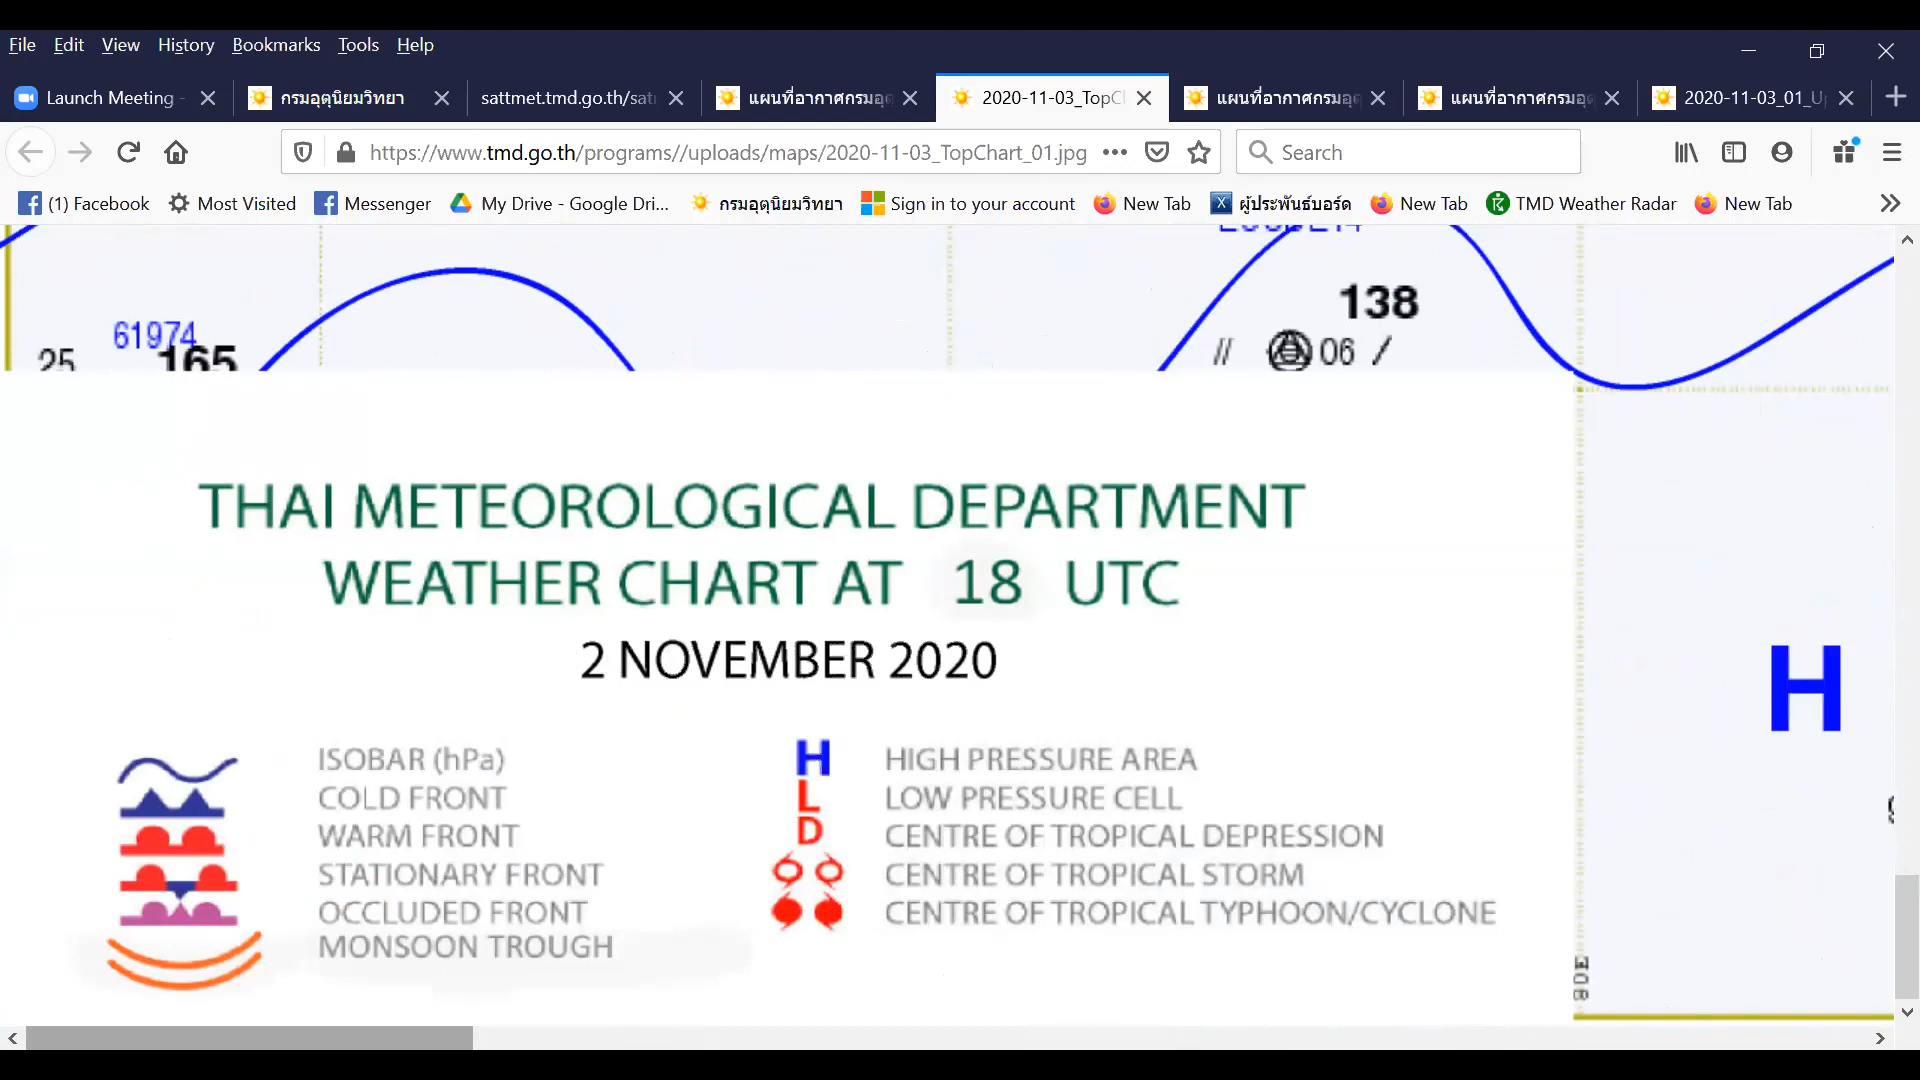 File Edit View History Bookmarks Tools Help
Launch Meeting - กรมอุตุนิยมวิทยา sattmet.tmd.go.th/sat แผนที่อากาศกรมอุ 2020-11-03_TopC แผนที่อากาศกรมอุ แผนที่อากาศกรมอุ 2020-11-03_01_U
https://www.tmd.go.th/programs//uploads/maps/2020-11-03_TopChart_01.jpg Search
(1) Facebook Most Visited Messenger My Drive - Google Dri... กรมอุตุนิยมวิทยา Sign in to your account New Tab ผู้ประพันธ์บอร์ด New Tab TMD Weather Radar New Tab
61974
25 165
138
// 06 /
THAI METEOROLOGICAL DEPARTMENT
WEATHER CHART AT 18 UTC
2 NOVEMBER 2020
H
ISOBAR (hPa)
COLD FRONT
WARM FRONT
STATIONARY FRONT
OCCLUDED FRONT
MONSOON TROUGH
H HIGH PRESSURE AREA
L LOW PRESSURE CELL
D CENTRE OF TROPICAL DEPRESSION
CENTRE OF TROPICAL STORM
CENTRE OF TROPICAL TYPHOON/CYCLONE
80E